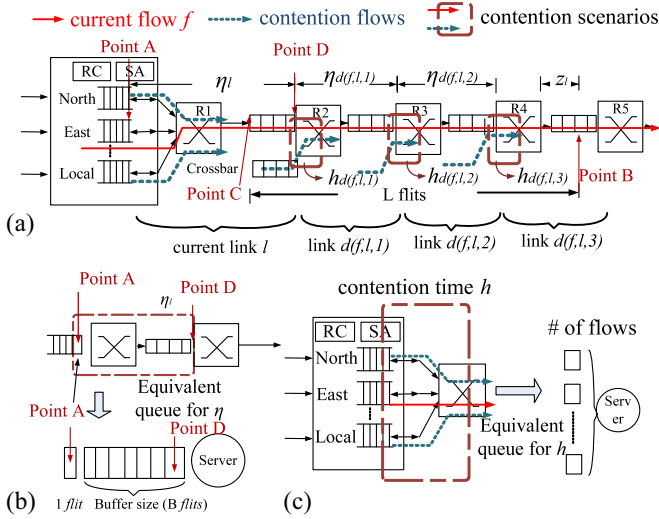 current flow f
contention flows
contention scenarios
Point A
Point D
RC
SA
η_l
η_d(f,l,1)
η_d(f,l,2)
z_l
North
R1
R2
R3
R4
R5
East
Local
Crossbar
Point C
h_d(f,l,1)
h_d(f,l,2)
h_d(f,l,3)
Point B
L flits
(a)
current link l
link d(f,l,1)
link d(f,l,2)
link d(f,l,3)
Point A
η_l
Point D
Equivalent
queue for η
Point A
Point D
Server
(b)
1 flit
Buffer size (B flits)
contention time h
RC
SA
# of flows
North
East
Local
Equivalent
queue for h
Serv
er
(c)